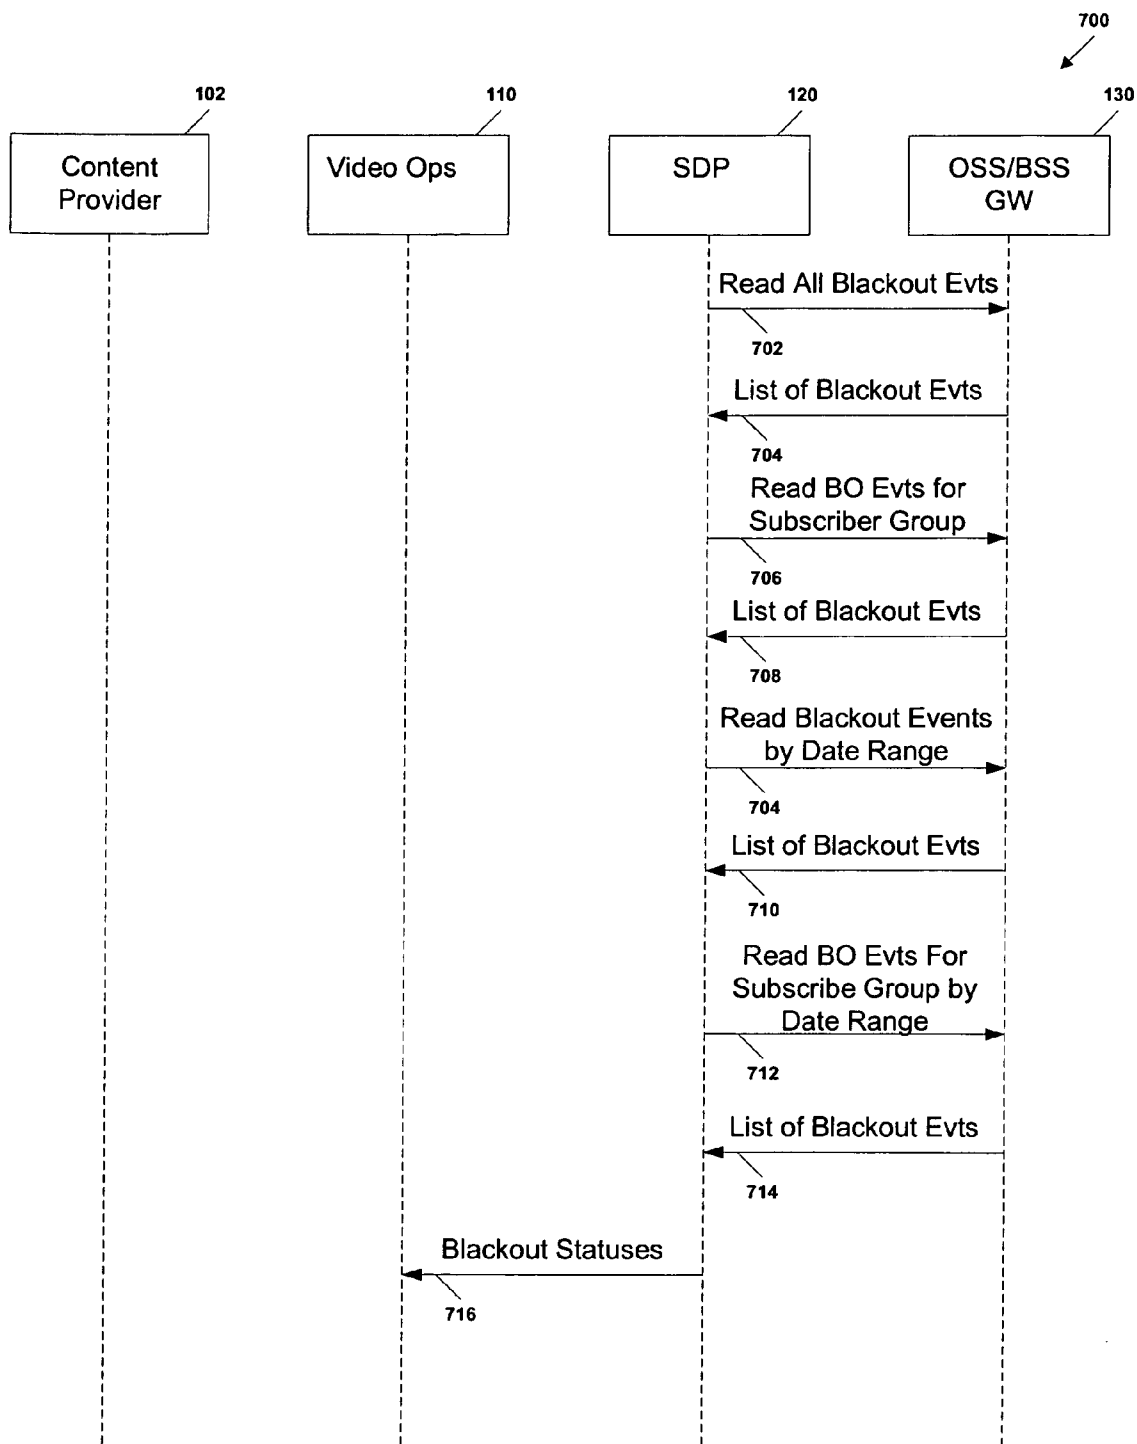 700
102
110
120
130
Content
Provider
Video Ops
SDP
OSS/BSS
GW
Read All Blackout Evts
702
List of Blackout Evts
704
Read BO Evts for
Subscriber Group
706
List of Blackout Evts
708
Read Blackout Events
by Date Range
704
List of Blackout Evts
710
Read BO Evts For
Subscribe Group by
Date Range
712
List of Blackout Evts
714
Blackout Statuses
716